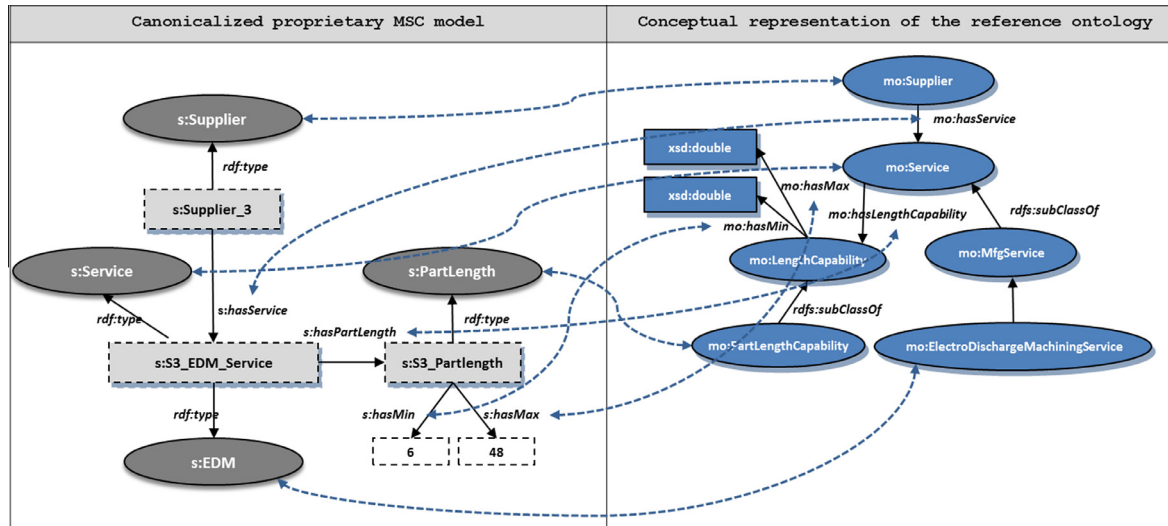 Canonicalized proprietary MSC model
Conceptual representation of the reference ontology
s:Supplier
rdf:type
s:Supplier_3
s:Service
s:hasService
s:PartLength
rdf:type
s:hasPartLength
rdf:type
s:S3_EDM_Service
s:S3_Partlength
rdf:type
s:hasMin
s:hasMax
6
48
s:EDM
mo:Supplier
mo:hasService
xsd:double
mo:Service
mo:hasMax
xsd:double
mo:hasLengthCapability
rdfs:subClassOf
mo:hasMin
mo:LengthCapability
mo:MfgService
rdfs:subClassOf
mo:PartLengthCapability
mo:ElectroDischargeMachiningService